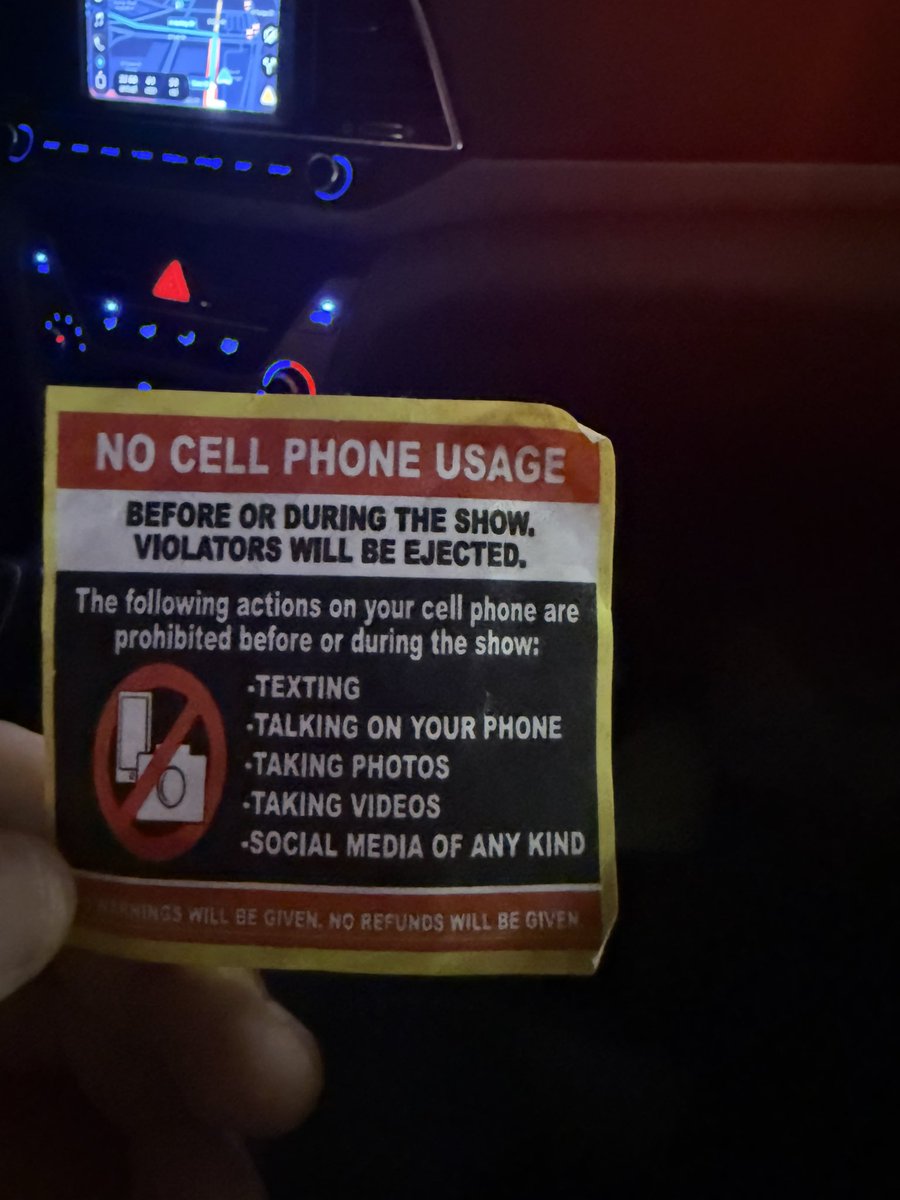 NO CELL PHONE USAGE
BEFORE OR DURING THE SHOW.
VIOLATORS WILL BE EJECTED.
The following actions on your cell phone are
prohibited before or during the show:
·TEXTING
·TALKING ON YOUR PHONE
·TAKING PHOTOS
·TAKING VIDEOS
·SOCIAL MEDIA OF ANY KIND
WARNINGS WILL BE GIVEN. NO REFUNDS WILL BE GIVEN